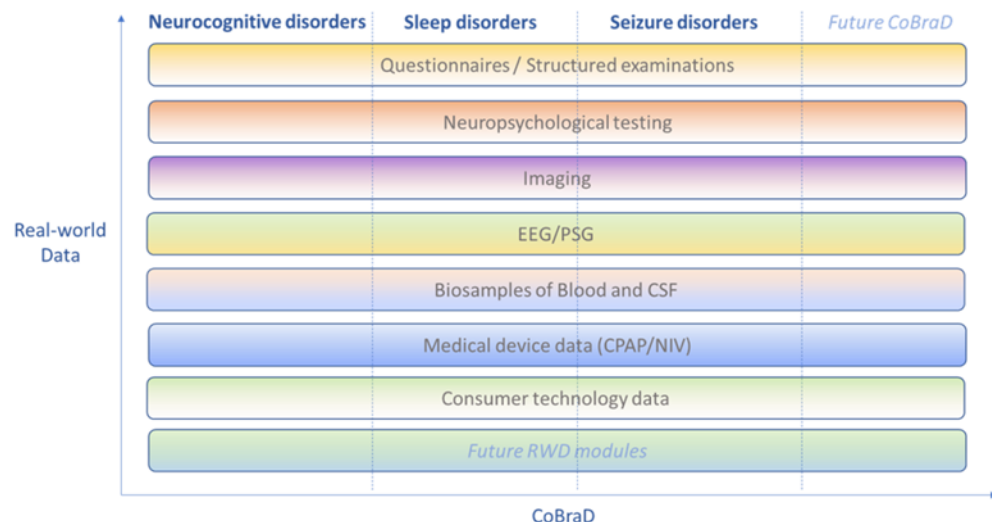 Neurocognitive disorders
Sleep disorders
Seizure disorders
Future CoBraD
Questionnaires / Structured examinations
Neuropsychological testing
Imaging
Real-world
Data
EEG/PSG
Biosamples of Blood and CSF
Medical device data (CPAP/NIV)
Consumer technology data
Future RWD modules
CoBraD